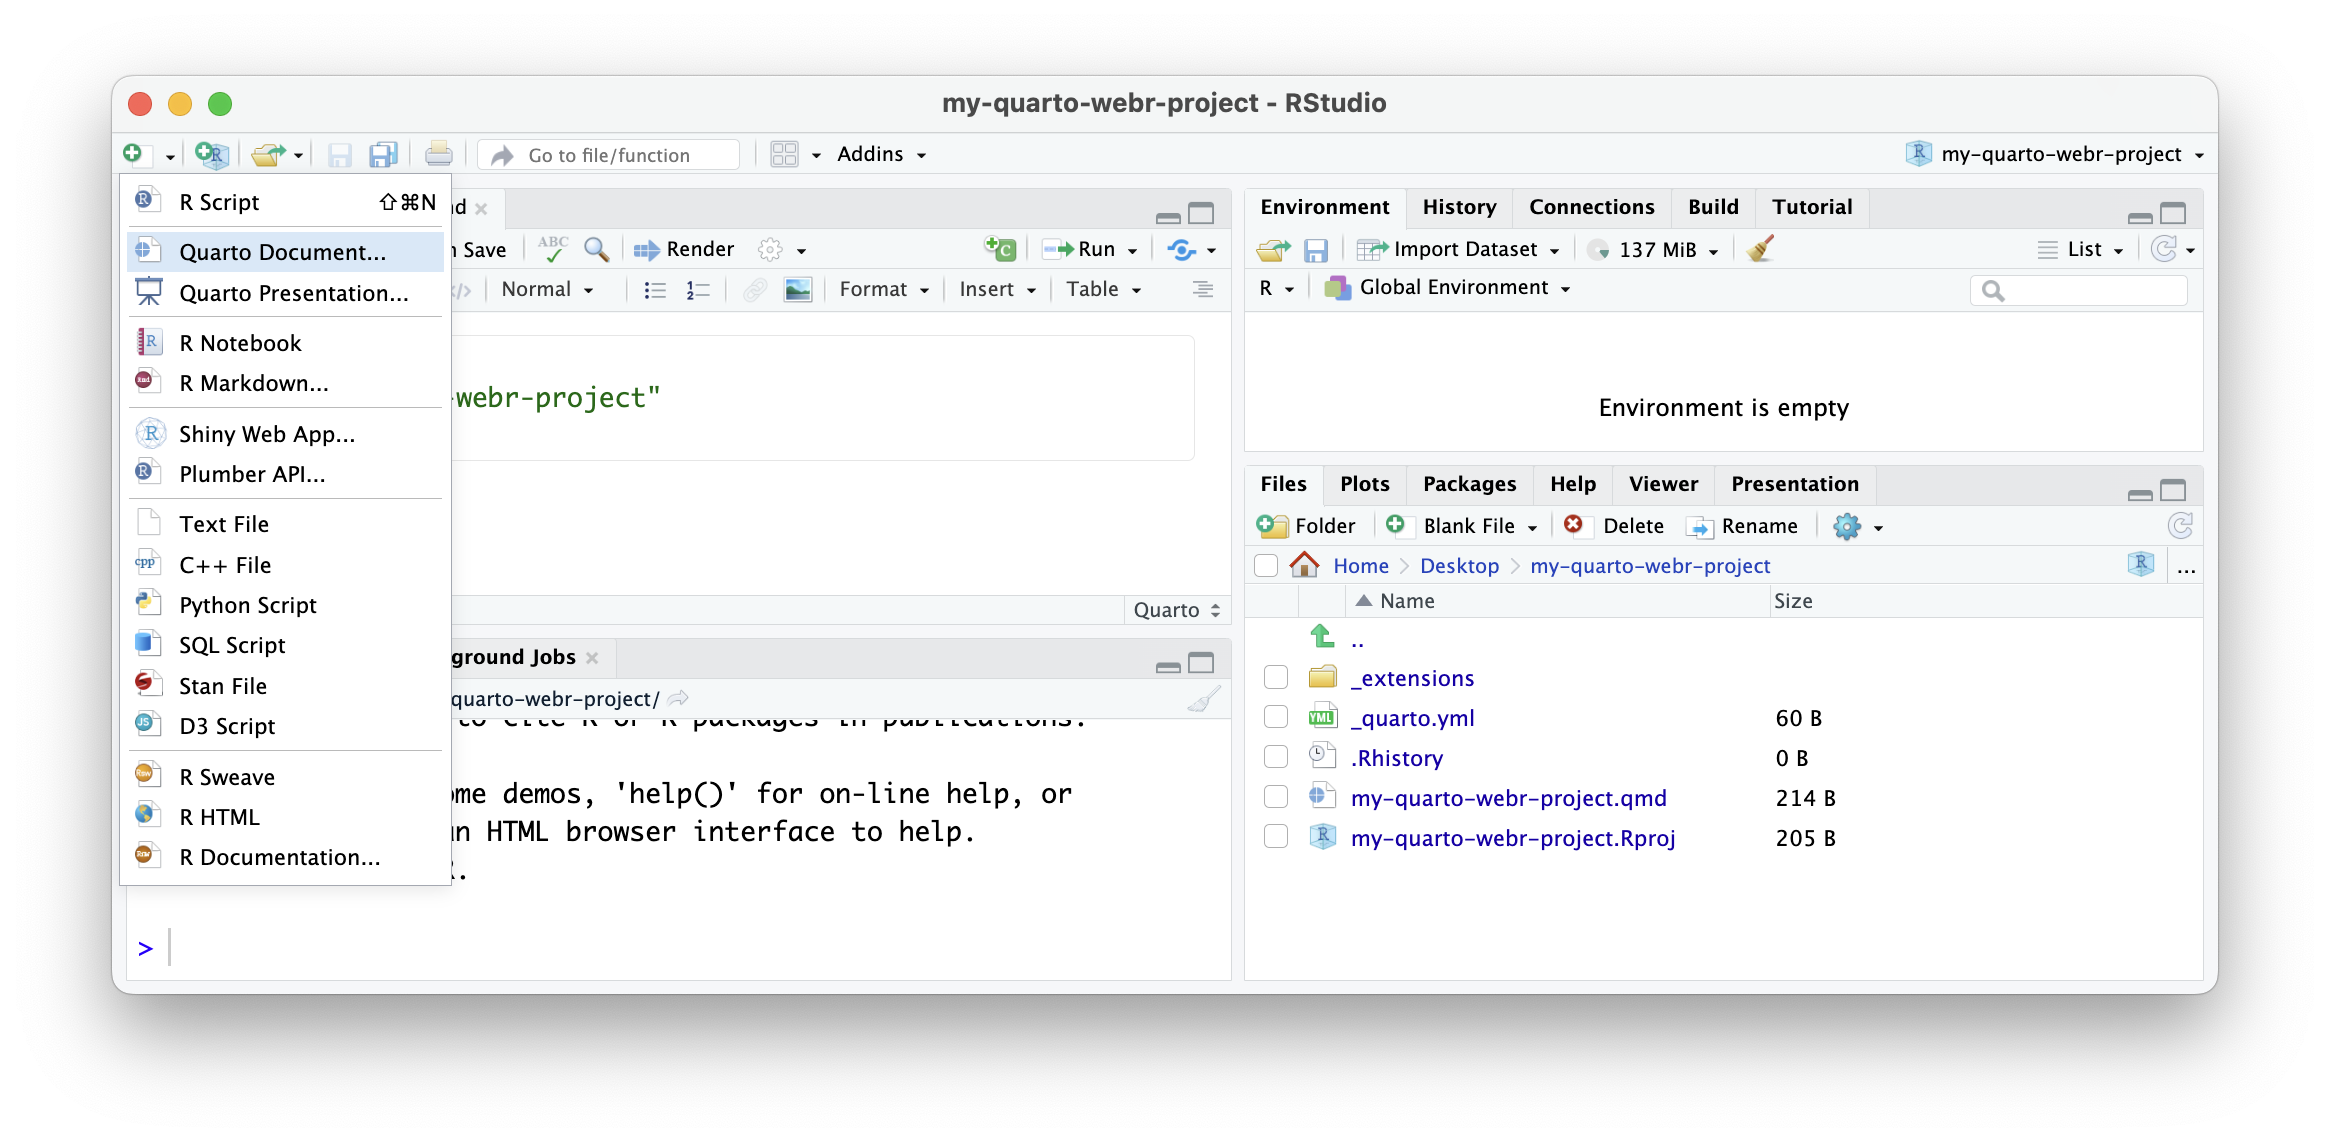 my-quarto-webr-project - RStudio
Go to file/function
Addins
my-quarto-webr-project
R Script ⇧⌘N
Quarto Document...
Quarto Presentation...
R Notebook
R Markdown...
Shiny Web App...
Plumber API...
Text File
C++ File
Python Script
SQL Script
Stan File
D3 Script
R Sweave
R HTML
R Documentation...
Save
ABC
Render
Run
Normal
Format
Insert
Table
-webr-project"
Quarto
ground Jobs
quarto-webr-project/
to cite R or R packages in publications.
ome demos, 'help()' for on-line help, or
an HTML browser interface to help.
R.
>
Environment History Connections Build Tutorial
Import Dataset 137 MiB List
R Global Environment
Environment is empty
Files Plots Packages Help Viewer Presentation
Folder Blank File Delete Rename
Home Desktop my-quarto-webr-project ...
Name Size
..
_extensions
_quarto.yml 60 B
.Rhistory 0 B
my-quarto-webr-project.qmd 214 B
my-quarto-webr-project.Rproj 205 B